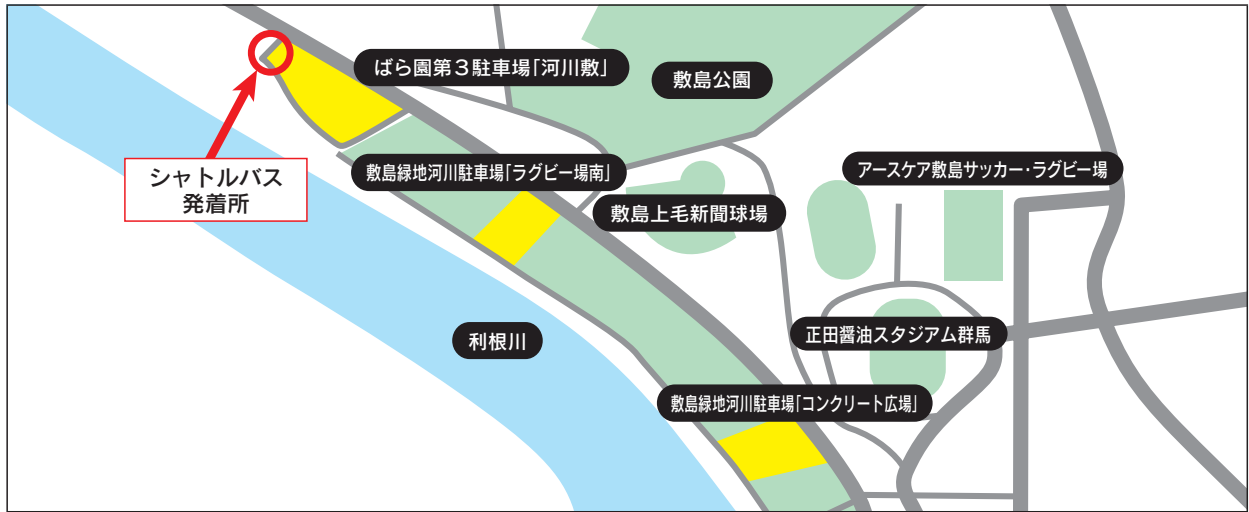 ばら園第3駐車場「河川敷」
敷島公園
シャトルバス
発着所
敷島緑地河川駐車場「ラグビー場南」
アースケア敷島サッカー・ラグビー場
敷島上毛新聞球場
利根川
正田醤油スタジアム群馬
敷島緑地河川駐車場「コンクリート広場」